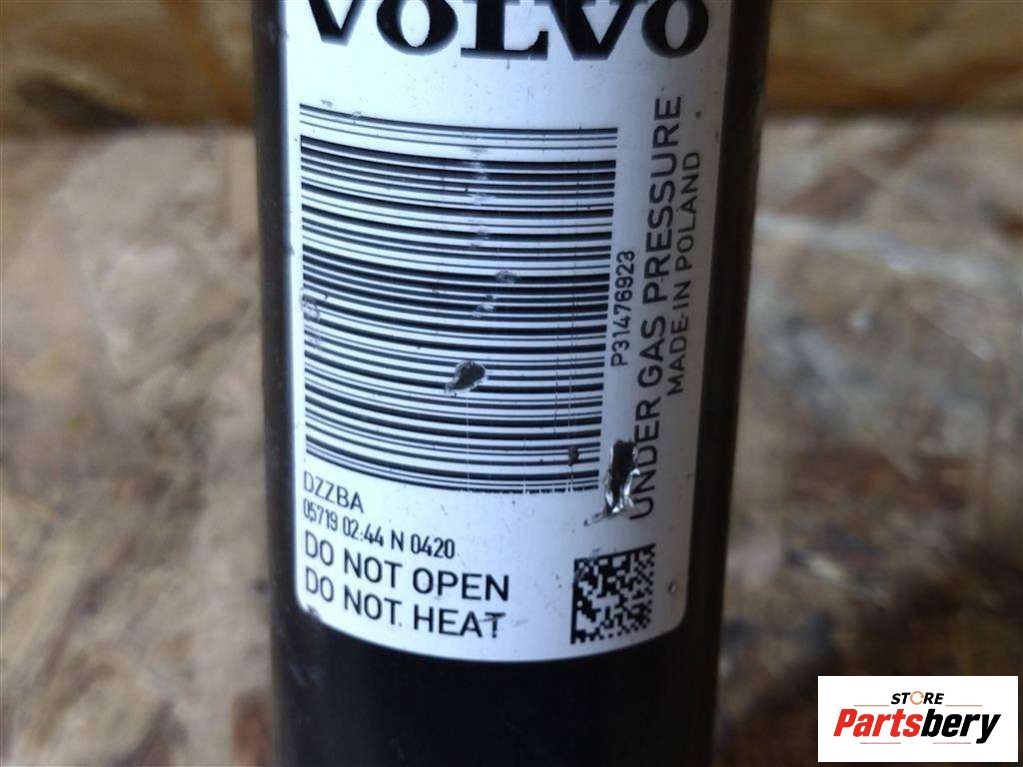 VOLVO
P31476923
UNDER GAS PRESSURE
MADE IN POLAND
DZZBA
05719 02:44 N 0420
DO NOT OPEN
DO NOT HEAT
STORE
Partsbery